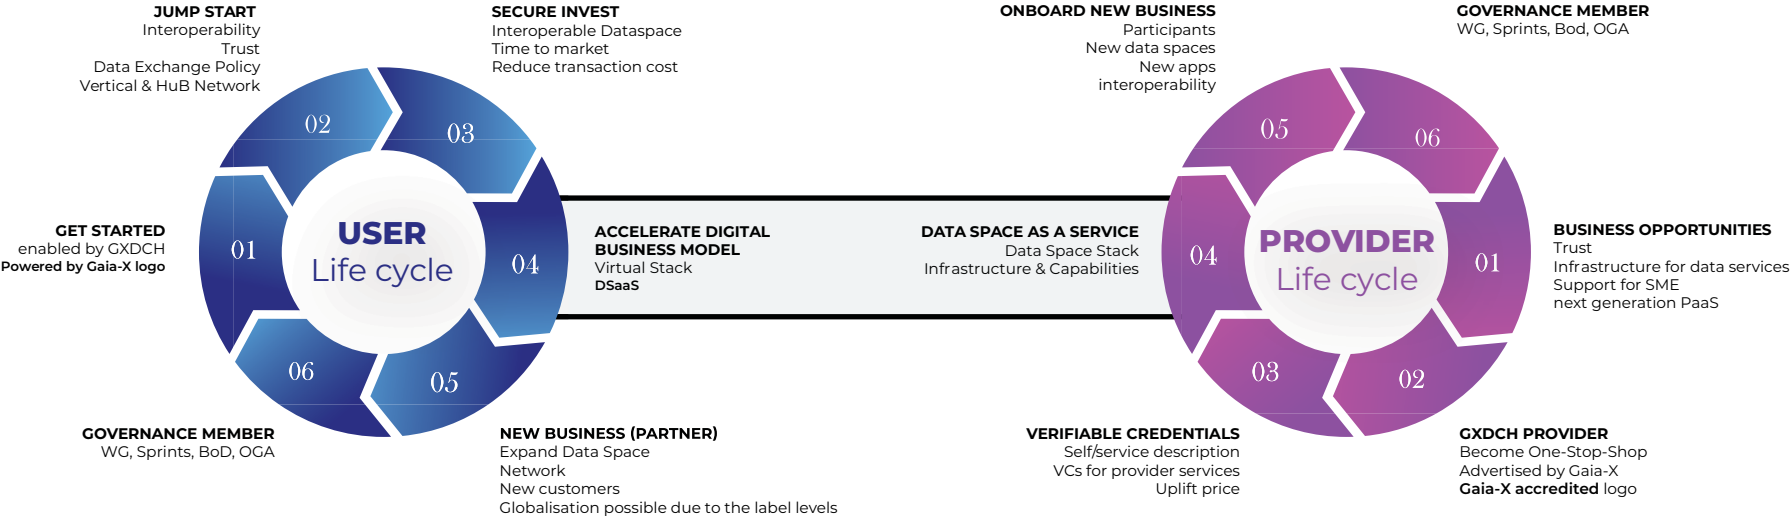 JUMP START
Interoperability
Trust
Data Exchange Policy
Vertical & HuB Network
SECURE INVEST
Interoperable Dataspace
Time to market
Reduce transaction cost
02
03
GET STARTED
enabled by GXDCH
Powered by Gaia-X logo
01
USER
Life cycle
04
ACCELERATE DIGITAL
BUSINESS MODEL
Virtual Stack
DSaaS
06
05
GOVERNANCE MEMBER
WG, Sprints, BoD, OGA
NEW BUSINESS (PARTNER)
Expand Data Space
Network
New customers
Globalisation possible due to the label levels
ONBOARD NEW BUSINESS
Participants
New data spaces
New apps
interoperability
GOVERNANCE MEMBER
WG, Sprints, Bod, OGA
05
06
DATA SPACE AS A SERVICE
Data Space Stack
Infrastructure & Capabilities
04
PROVIDER
Life cycle
01
BUSINESS OPPORTUNITIES
Trust
Infrastructure for data services
Support for SME
next generation PaaS
03
02
VERIFIABLE CREDENTIALS
Self/service description
VCs for provider services
Uplift price
GXDCH PROVIDER
Become One-Stop-Shop
Advertised by Gaia-X
Gaia-X accredited logo